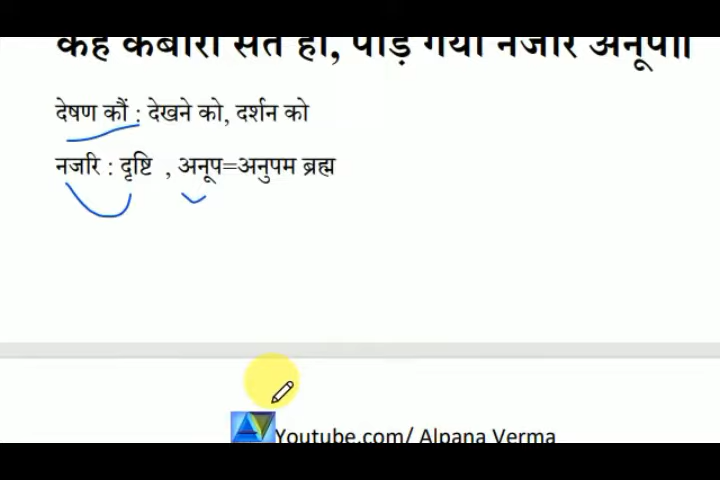 कहै कबीरा संत हो, पड़ि गया नजरि अनूप।।
देषण कौं : देखने को, दर्शन को
नजरि : दृष्टि , अनूप=अनुपम ब्रह्म
Youtube.com/ Alpana Verma